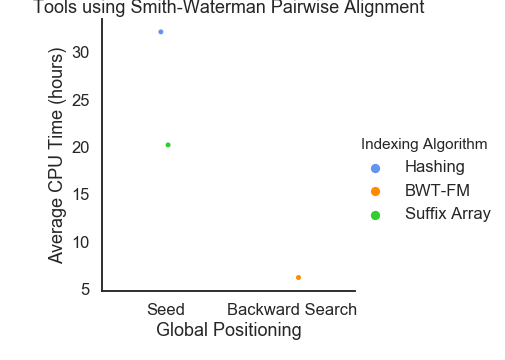 Tools using Smith-Waterman Pairwise Alignment
Average CPU Time (hours)
30
25
20
15
10
5
Seed
Backward Search
Global Positioning
Indexing Algorithm
Hashing
BWT-FM
Suffix Array